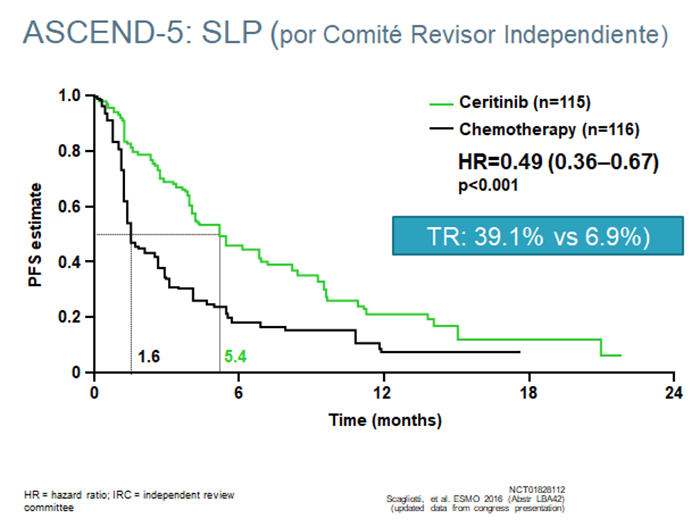 ASCEND-5: SLP (por Comité Revisor Independiente)
Ceritinib (n=115)
Chemotherapy (n=116)
HR=0.49 (0.36–0.67)
p<0.001
TR: 39.1% vs 6.9%)
PFS estimate
1.0
0.8
0.6
0.4
0.2
0
1.6
5.4
0
6
12
18
24
Time (months)
HR = hazard ratio; IRC = independent review
committee
NCT01828112
Scagliotti, et al. ESMO 2016 (Abstr LBA42)
(updated data from congress presentation)